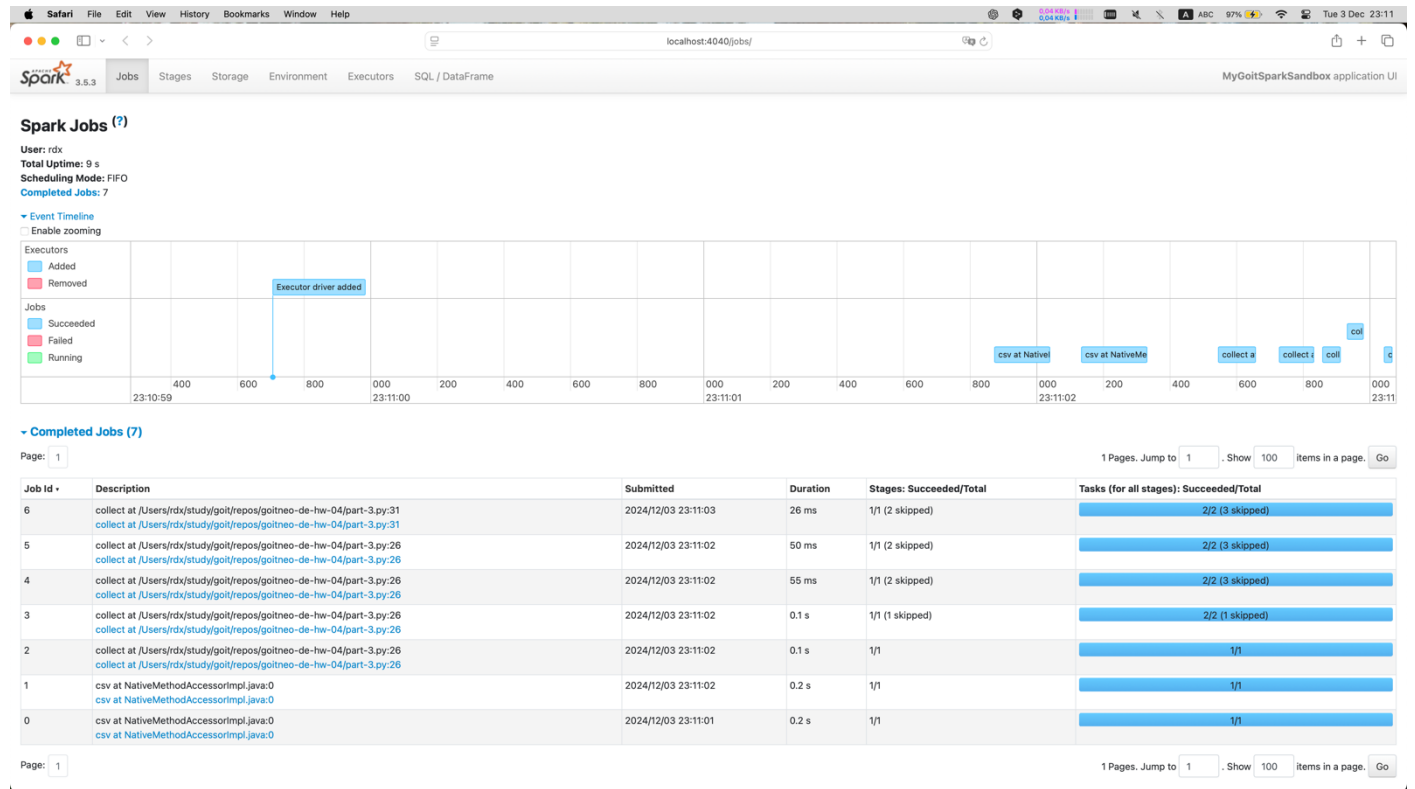 Safari File Edit View History Bookmarks Window Help 0,04 KB/s 0,04 KB/s A ABC 97% Tue 3 Dec 23:11
localhost:4040/jobs/
APACHE Spark 3.5.3 Jobs Stages Storage Environment Executors SQL / DataFrame MyGoitSparkSandbox application UI
Spark Jobs (?)
User: rdx
Total Uptime: 9 s
Scheduling Mode: FIFO
Completed Jobs: 7
Event Timeline
Enable zooming
Executors
Added
Removed
Executor driver added
Jobs
Succeeded
Failed
Running
col
csv at Nativel csv at NativeMe collect a collect a coll c
400 600 800 000 200 400 600 800 000 200 400 600 800 000 200 400 600 800 000
23:10:59 23:11:00 23:11:01 23:11:02 23:11
Completed Jobs (7)
Page: 1 1 Pages. Jump to 1 . Show 100 items in a page. Go
Job Id Description Submitted Duration Stages: Succeeded/Total Tasks (for all stages): Succeeded/Total
6 collect at /Users/rdx/study/goit/repos/goitneo-de-hw-04/part-3.py:31 2024/12/03 23:11:03 26 ms 1/1 (2 skipped) 2/2 (3 skipped)
collect at /Users/rdx/study/goit/repos/goitneo-de-hw-04/part-3.py:31
5 collect at /Users/rdx/study/goit/repos/goitneo-de-hw-04/part-3.py:26 2024/12/03 23:11:02 50 ms 1/1 (2 skipped) 2/2 (3 skipped)
collect at /Users/rdx/study/goit/repos/goitneo-de-hw-04/part-3.py:26
4 collect at /Users/rdx/study/goit/repos/goitneo-de-hw-04/part-3.py:26 2024/12/03 23:11:02 55 ms 1/1 (2 skipped) 2/2 (3 skipped)
collect at /Users/rdx/study/goit/repos/goitneo-de-hw-04/part-3.py:26
3 collect at /Users/rdx/study/goit/repos/goitneo-de-hw-04/part-3.py:26 2024/12/03 23:11:02 0.1 s 1/1 (1 skipped) 2/2 (1 skipped)
collect at /Users/rdx/study/goit/repos/goitneo-de-hw-04/part-3.py:26
2 collect at /Users/rdx/study/goit/repos/goitneo-de-hw-04/part-3.py:26 2024/12/03 23:11:02 0.1 s 1/1 1/1
collect at /Users/rdx/study/goit/repos/goitneo-de-hw-04/part-3.py:26
1 csv at NativeMethodAccessorImpl.java:0 2024/12/03 23:11:02 0.2 s 1/1 1/1
csv at NativeMethodAccessorImpl.java:0
0 csv at NativeMethodAccessorImpl.java:0 2024/12/03 23:11:01 0.2 s 1/1 1/1
csv at NativeMethodAccessorImpl.java:0
Page: 1 1 Pages. Jump to 1 . Show 100 items in a page. Go